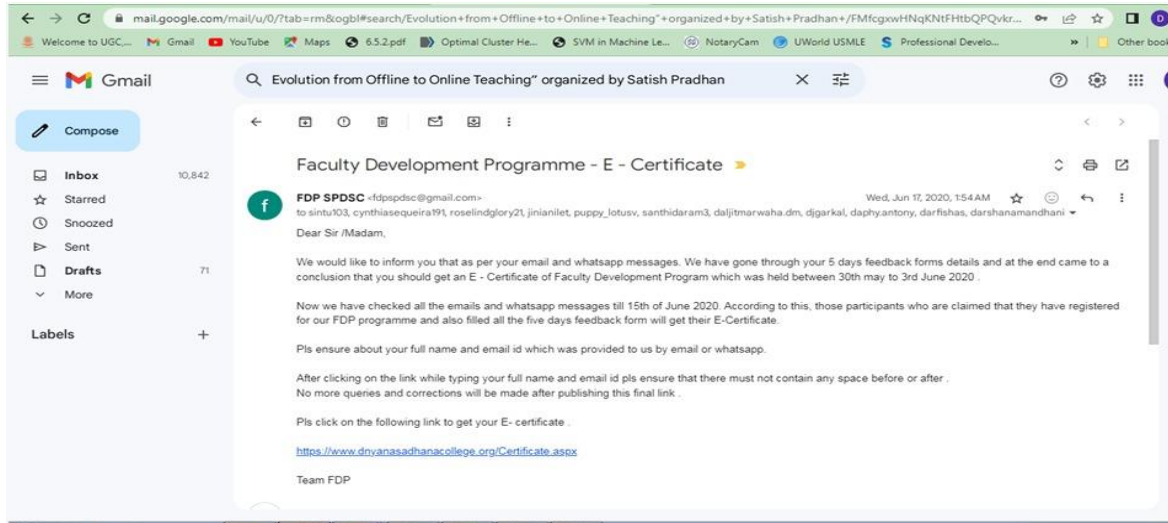 mail.google.com/mail/u/0/?tab=rm&ogbl#search/Evolution+from+Offline+to+Online+Teaching"+organized+by+Satish+Pradhan+/FMfcgxwHNqKNtFHtbQPQvkr...
Welcome to UGC,... Gmail YouTube Maps 6.5.2.pdf Optimal Cluster He... SVM in Machine Le... NotaryCam UWorld USMLE Professional Develo... » Other book
Gmail Evolution from Offline to Online Teaching” organized by Satish Pradhan
Compose
Inbox 10,842
Starred
Snoozed
Sent
Drafts 71
More
Labels +
Faculty Development Programme - E - Certificate
f
FDP SPDSC <fdpspdsc@gmail.com> Wed, Jun 17, 2020, 1:54 AM
to sintu103, cynthiasequeira191, roselindglory21, jinianilet, puppy_lotusv, santhidaram3, daljitmarwaha.dm, djgarkal, daphy.antony, darfishas, darshanamandhani
Dear Sir /Madam,
We would like to inform you that as per your email and whatsapp messages. We have gone through your 5 days feedback forms details and at the end came to a
conclusion that you should get an E - Certificate of Faculty Development Program which was held between 30th may to 3rd June 2020 .
Now we have checked all the emails and whatsapp messages till 15th of June 2020. According to this, those participants who are claimed that they have registered
for our FDP programme and also filled all the five days feedback form will get their E-Certificate.
Pls ensure about your full name and email id which was provided to us by email or whatsapp.
After clicking on the link while typing your full name and email id pls ensure that there must not contain any space before or after .
No more queries and corrections will be made after publishing this final link .
Pls click on the following link to get your E- certificate .
https://www.dnyanasadhanacollege.org/Certificate.aspx
Team FDP